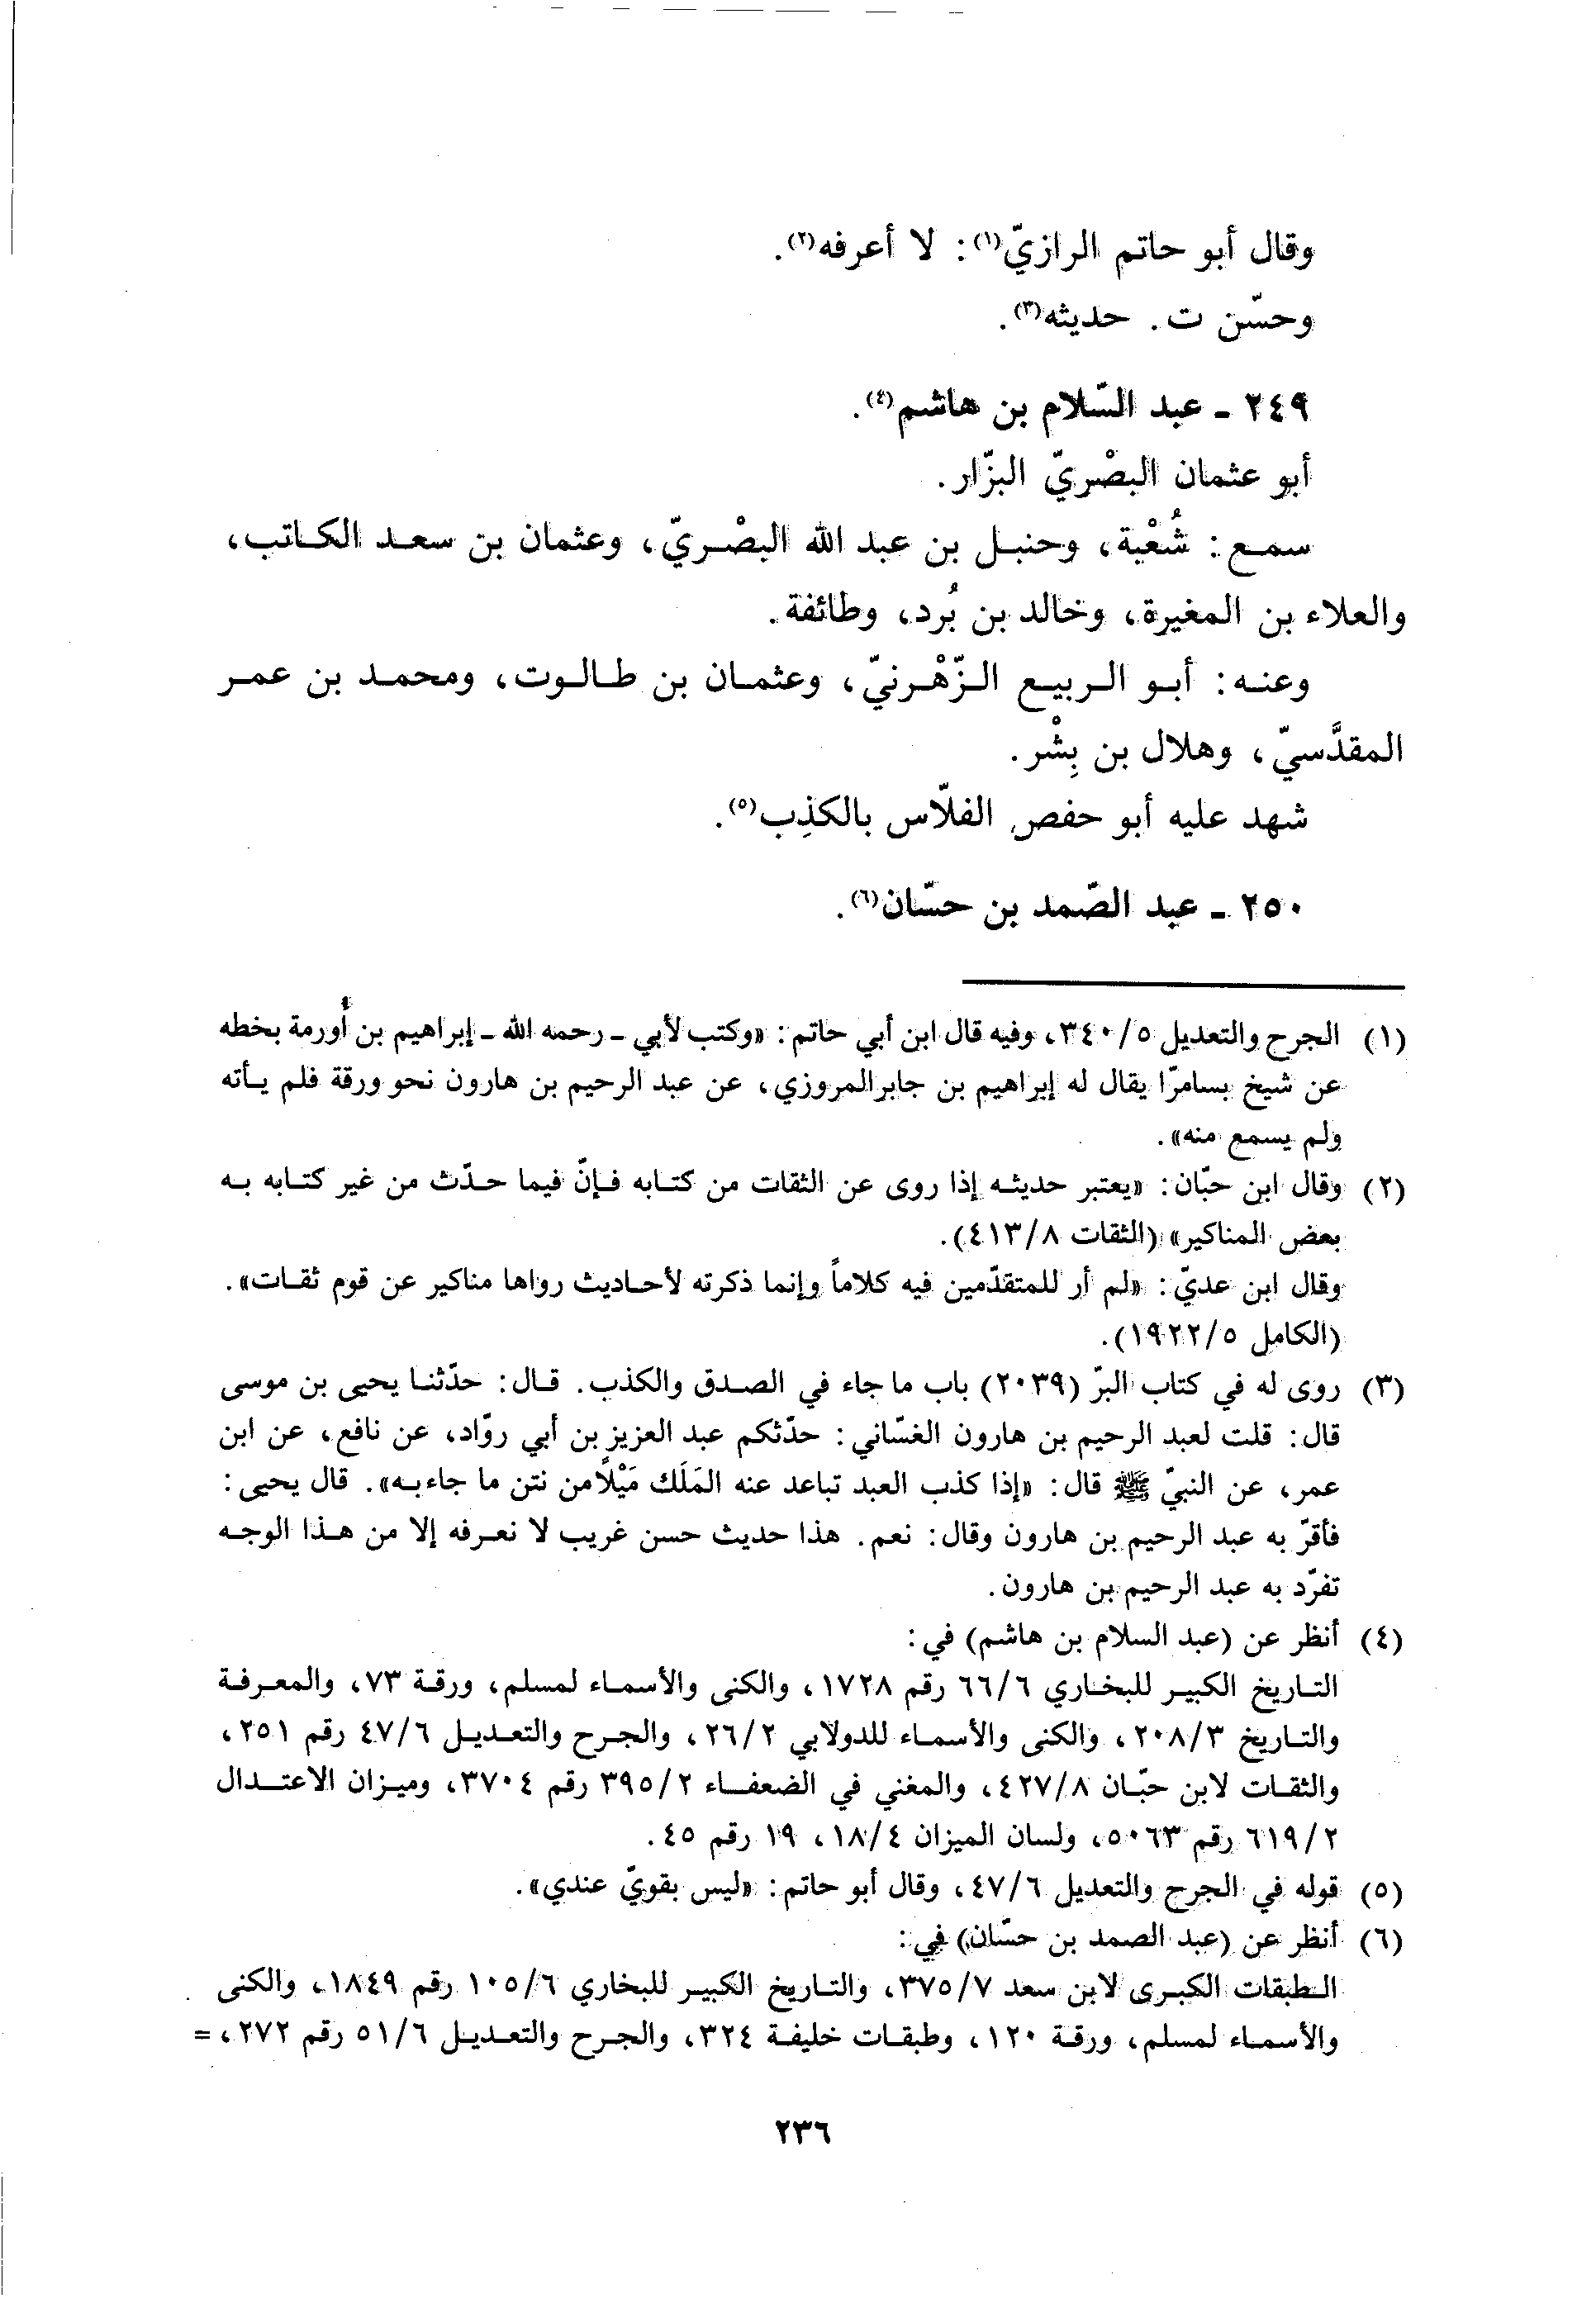 وقال أبو حاتم الرازيّ(١): لا أعرفه(٢).
وحسّن ت. حديثه(٣).
٢٤٩ ـ عبد السّلام بن هاشم(٤).
أبو عثمان البصْريّ البزّار.
سمع: شُعْبة، وحنبل بن عبد الله البصْريّ، وعثمان بن سعد الكاتب،
والعلاء بن المغيرة، وخالد بن بُرد، وطائفة.
وعنه: أبو الربيع الزّهْرنيّ، وعثمان بن طالوت، ومحمد بن عمر
المقدَّسيّ، وهلال بن بِشْر.
شهد عليه أبو حفص الفلّاس بالكذِب(٥).
٢٥٠ ـ عبد الصّمد بن حسّان(٦).
(١) الجرح والتعديل ٣٤٠/٥، وفيه قال ابن أبي حاتم: «وكتب لأبي ـ رحمه الله ـ إبراهيم بن أُورمة بخطه
عن شيخ بسامرّا يقال له إبراهيم بن جابر المروزي، عن عبد الرحيم بن هارون نحو ورقة فلم يأته
ولم يسمع منه».
(٢) وقال ابن حبّان: «يعتبر حديثه إذا روى عن الثقات من كتابه فإنّ فيما حدّث من غير كتابه به
بعض المناكير» (الثقات ٤١٣/٨).
وقال ابن عديّ: «لم أر للمتقدّمين فيه كلاماً وإنما ذكرته لأحاديث رواها مناكير عن قوم ثقات».
(الكامل ١٩٢٢/٥).
(٣) روى له في كتاب البرّ (٢٠٣٩) باب ما جاء في الصدق والكذب. قال: حدّثنا يحيى بن موسى
قال: قلت لعبد الرحيم بن هارون الغسّاني: حدّثكم عبد العزيز بن أبي روّاد، عن نافع، عن ابن
عمر، عن النبيّ ﷺ قال: «إذا كذب العبد تباعد عنه المَلَك مَيْلًا من نتن ما جاء به». قال يحيى:
فأقرّ به عبد الرحيم بن هارون وقال: نعم. هذا حديث حسن غريب لا نعرفه إلا من هذا الوجه
تفرّد به عبد الرحيم بن هارون.
(٤) أنظر عن (عبد السلام بن هاشم) في:
التاريخ الكبير للبخاري ٦٦/٦ رقم ١٧٢٨، والكنى والأسماء لمسلم، ورقة ٧٣، والمعرفة
والتاريخ ٢٠٨/٣، والكنى والأسماء للدولابي ٢٦/٢، والجرح والتعديل ٤٧/٦ رقم ٢٥١،
والثقات لابن حبّان ٤٢٧/٨، والمغني في الضعفاء ٣٩٥/٢ رقم ٣٧٠٤، وميزان الاعتدال
٦١٩/٢ رقم ٥٠٦٣، ولسان الميزان ١٨/٤، ١٩ رقم ٤٥.
(٥) قوله في الجرح والتعديل ٤٧/٦، وقال أبو حاتم: «ليس بقويّ عندي».
(٦) أنظر عن (عبد الصمد بن حسّان) في:
الطبقات الكبرى لابن سعد ٣٧٥/٧، والتاريخ الكبير للبخاري ١٠٥/٦ رقم ١٨٤٩، والكنى
والأسماء لمسلم، ورقة ١٢٠، وطبقات خليفة ٣٢٤، والجرح والتعديل ٥١/٦ رقم ٢٧٢، =
٢٣٦